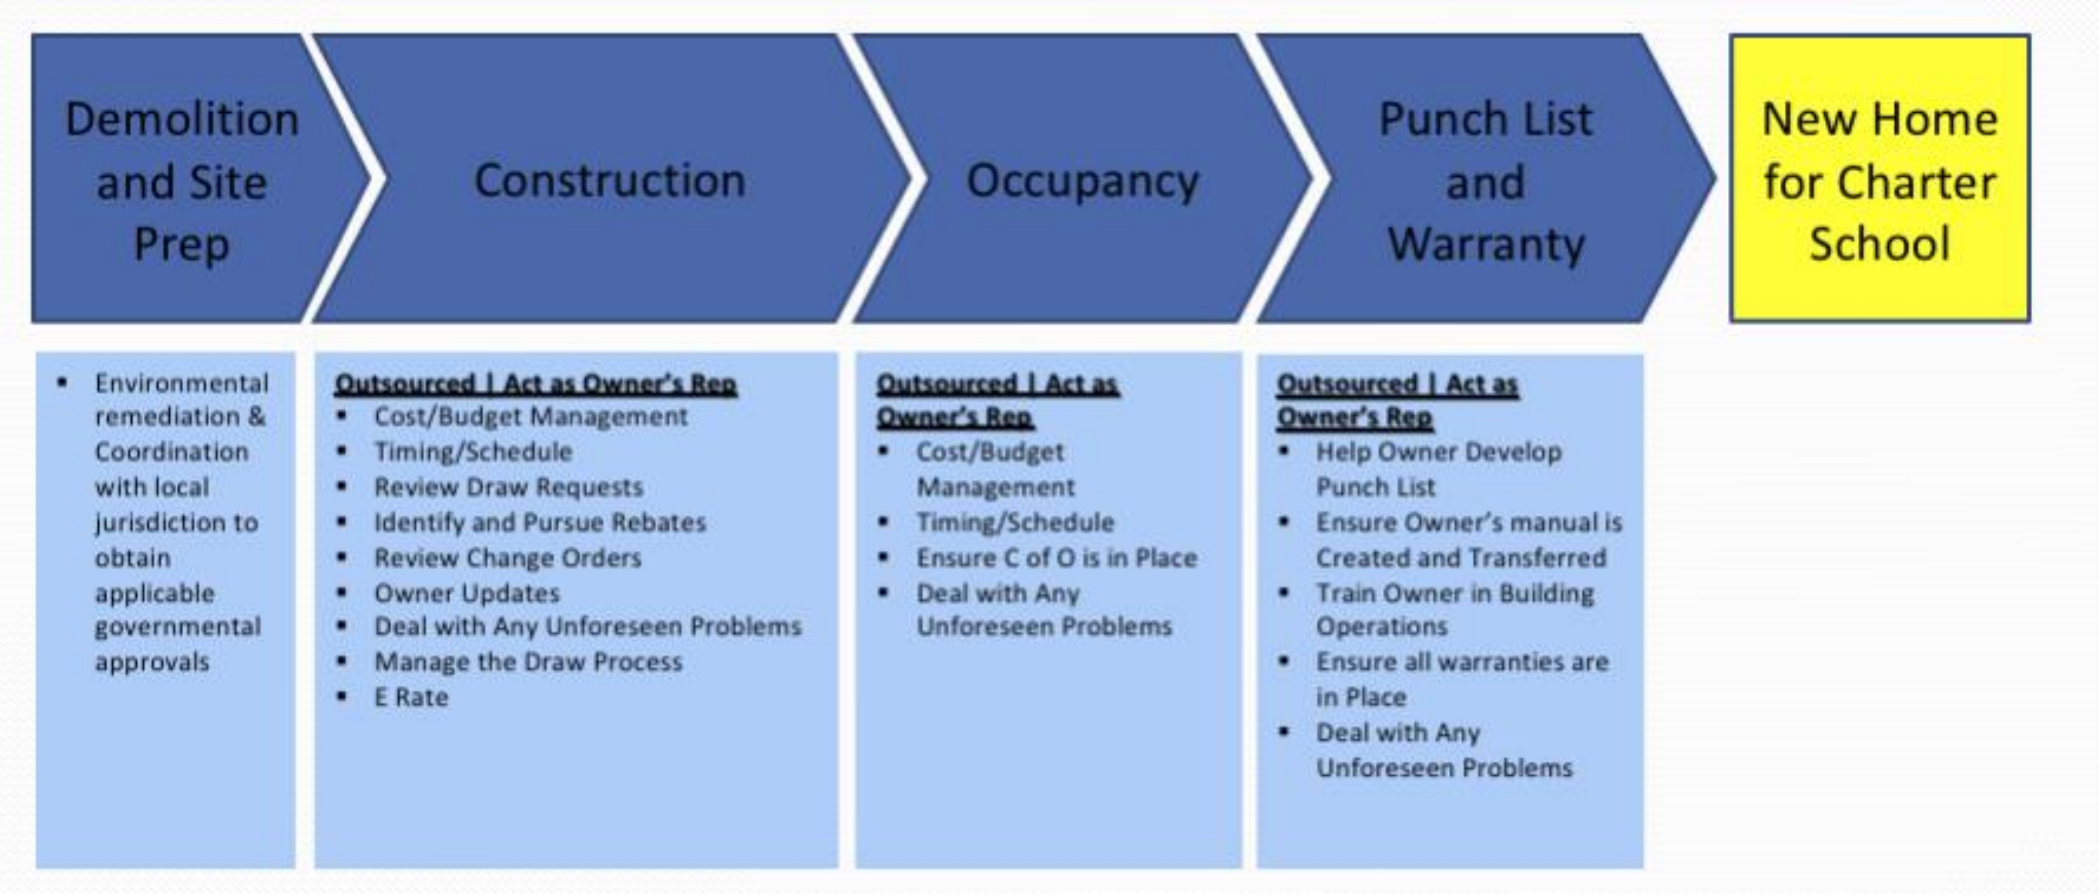 Demolition
and Site
Prep
Construction
Occupancy
Punch List
and
Warranty
New Home
for Charter
School
▪ Environmental
remediation &
Coordination
with local
jurisdiction to
obtain
applicable
governmental
approvals
Outsourced | Act as Owner's Rep
▪ Cost/Budget Management
▪ Timing/Schedule
▪ Review Draw Requests
▪ Identify and Pursue Rebates
▪ Review Change Orders
▪ Owner Updates
▪ Deal with Any Unforeseen Problems
▪ Manage the Draw Process
▪ E Rate
Outsourced | Act as
Owner's Rep
▪ Cost/Budget
Management
▪ Timing/Schedule
▪ Ensure C of O is in Place
▪ Deal with Any
Unforeseen Problems
Outsourced | Act as
Owner's Rep
▪ Help Owner Develop
Punch List
▪ Ensure Owner's manual is
Created and Transferred
▪ Train Owner in Building
Operations
▪ Ensure all warranties are
in Place
▪ Deal with Any
Unforeseen Problems